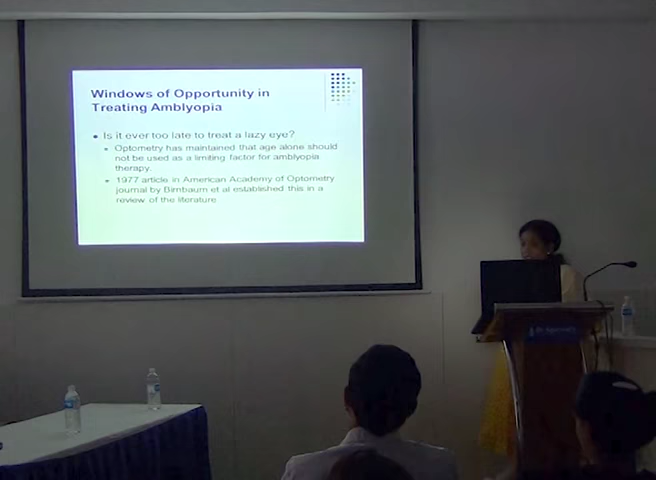 Windows of Opportunity in
Treating Amblyopia
Is it ever too late to treat a lazy eye?
Optometry has maintained that age alone should
not be used as a limiting factor for amblyopia
therapy.
1977 article in American Academy of Optometry
journal by Birnbaum et al established this in a
review of the literature